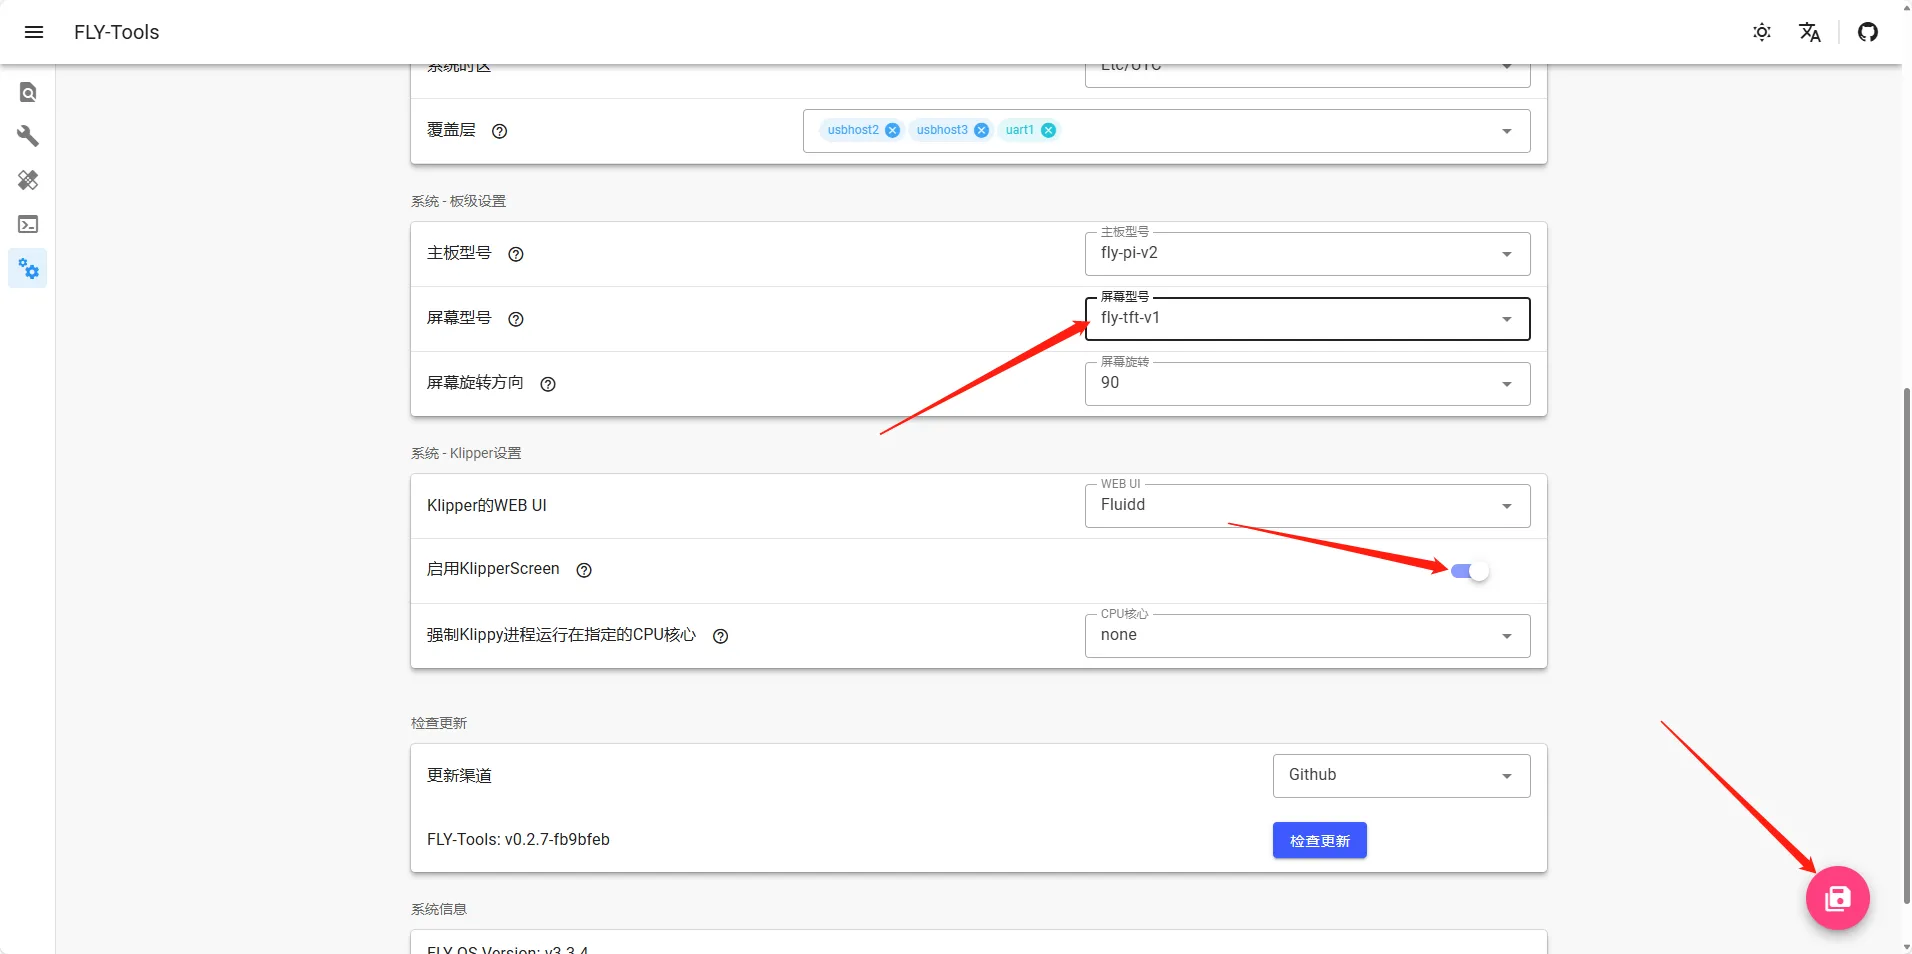 FLY-Tools
系统时区
Etc/UTC
覆盖层
usbhost2 usbhost3 uart1
系统 - 板级设置
主板型号
主板型号
fly-pi-v2
屏幕型号
屏幕型号
fly-tft-v1
屏幕旋转方向
屏幕旋转
90
系统 - Klipper设置
Klipper的WEB UI
WEB UI
Fluidd
启用KlipperScreen
强制Klippy进程运行在指定的CPU核心
CPU核心
none
检查更新
更新渠道
Github
FLY-Tools: v0.2.7-fb9bfeb
检查更新
系统信息
FLY OS Version: v3.3.4